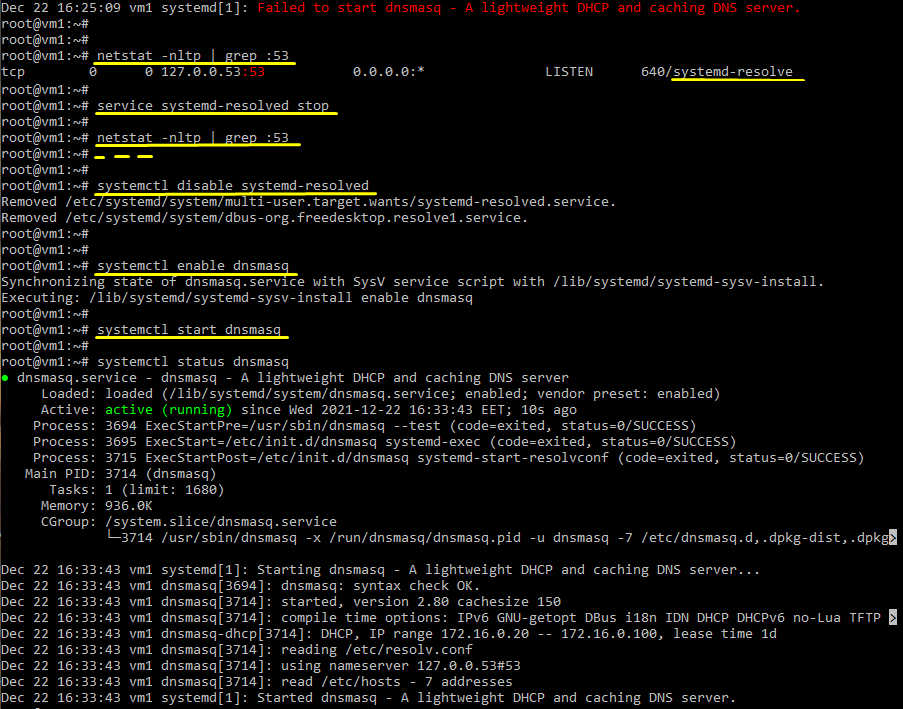 Dec 22 16:25:09 vm1 systemd[1]: Failed to start dnsmasq - A lightweight DHCP and caching DNS server.
root@vm1:~#
root@vm1:~#
root@vm1:~# netstat -nltp | grep :53
tcp        0      0 127.0.0.53:53           0.0.0.0:*               LISTEN      640/systemd-resolve
root@vm1:~#
root@vm1:~# service systemd-resolved stop
root@vm1:~#
root@vm1:~# netstat -nltp | grep :53
root@vm1:~#
root@vm1:~#
root@vm1:~# systemctl disable systemd-resolved
Removed /etc/systemd/system/multi-user.target.wants/systemd-resolved.service.
Removed /etc/systemd/system/dbus-org.freedesktop.resolve1.service.
root@vm1:~#
root@vm1:~#
root@vm1:~# systemctl enable dnsmasq
Synchronizing state of dnsmasq.service with SysV service script with /lib/systemd/systemd-sysv-install.
Executing: /lib/systemd/systemd-sysv-install enable dnsmasq
root@vm1:~#
root@vm1:~# systemctl start dnsmasq
root@vm1:~#
root@vm1:~# systemctl status dnsmasq
● dnsmasq.service - dnsmasq - A lightweight DHCP and caching DNS server
     Loaded: loaded (/lib/systemd/system/dnsmasq.service; enabled; vendor preset: enabled)
     Active: active (running) since Wed 2021-12-22 16:33:43 EET; 10s ago
    Process: 3694 ExecStartPre=/usr/sbin/dnsmasq --test (code=exited, status=0/SUCCESS)
    Process: 3695 ExecStart=/etc/init.d/dnsmasq systemd-exec (code=exited, status=0/SUCCESS)
    Process: 3715 ExecStartPost=/etc/init.d/dnsmasq systemd-start-resolvconf (code=exited, status=0/SUCCESS)
   Main PID: 3714 (dnsmasq)
      Tasks: 1 (limit: 1680)
     Memory: 936.0K
     CGroup: /system.slice/dnsmasq.service
             └─3714 /usr/sbin/dnsmasq -x /run/dnsmasq/dnsmasq.pid -u dnsmasq -7 /etc/dnsmasq.d,.dpkg-dist,.dpkg>
Dec 22 16:33:43 vm1 systemd[1]: Starting dnsmasq - A lightweight DHCP and caching DNS server...
Dec 22 16:33:43 vm1 dnsmasq[3694]: dnsmasq: syntax check OK.
Dec 22 16:33:43 vm1 dnsmasq[3714]: started, version 2.80 cachesize 150
Dec 22 16:33:43 vm1 dnsmasq[3714]: compile time options: IPv6 GNU-getopt DBus i18n IDN DHCP DHCPv6 no-Lua TFTP >
Dec 22 16:33:43 vm1 dnsmasq-dhcp[3714]: DHCP, IP range 172.16.0.20 -- 172.16.0.100, lease time 1d
Dec 22 16:33:43 vm1 dnsmasq[3714]: reading /etc/resolv.conf
Dec 22 16:33:43 vm1 dnsmasq[3714]: using nameserver 127.0.0.53#53
Dec 22 16:33:43 vm1 dnsmasq[3714]: read /etc/hosts - 7 addresses
Dec 22 16:33:43 vm1 systemd[1]: Started dnsmasq - A lightweight DHCP and caching DNS server.